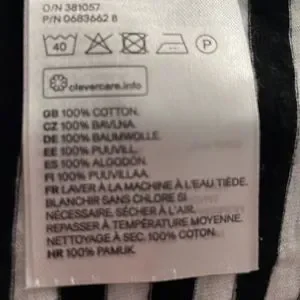 O/N 381057
P/N 0683662 8
40 P
clevercare.info
GB 100% COTTON.
CZ 100% BAVLNA.
DE 100% BAUMWOLLE.
EE 100% PUUVILL.
ES 100% ALGODÓN.
FI 100% PUUVILLAA.
FR LAVER À LA MACHINE À L'EAU TIÈDE.
BLANCHIR SANS CHLORE SI
NÉCESSAIRE. SÉCHER À L'AIR.
REPASSER À TEMPÉRATURE MOYENNE.
NETTOYAGE À SEC. 100% COTON.
HR 100% PAMUK.